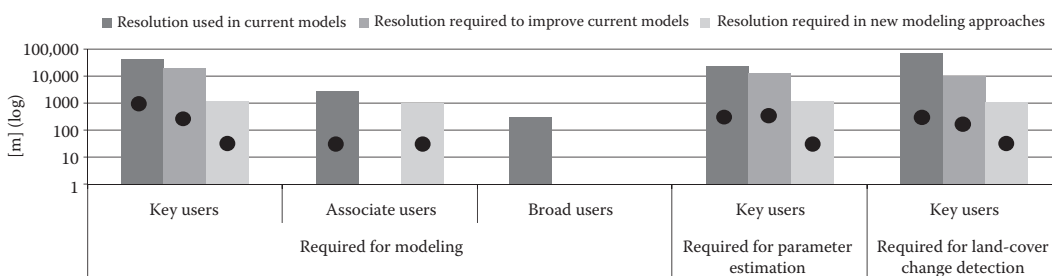 Resolution used in current models Resolution required to improve current models Resolution required in new modeling approaches
100,000
10,000
1000
100
10
1
[m] (log)
Key users Associate users Broad users Key users Key users
Required for modeling Required for parameter estimation Required for land-cover change detection